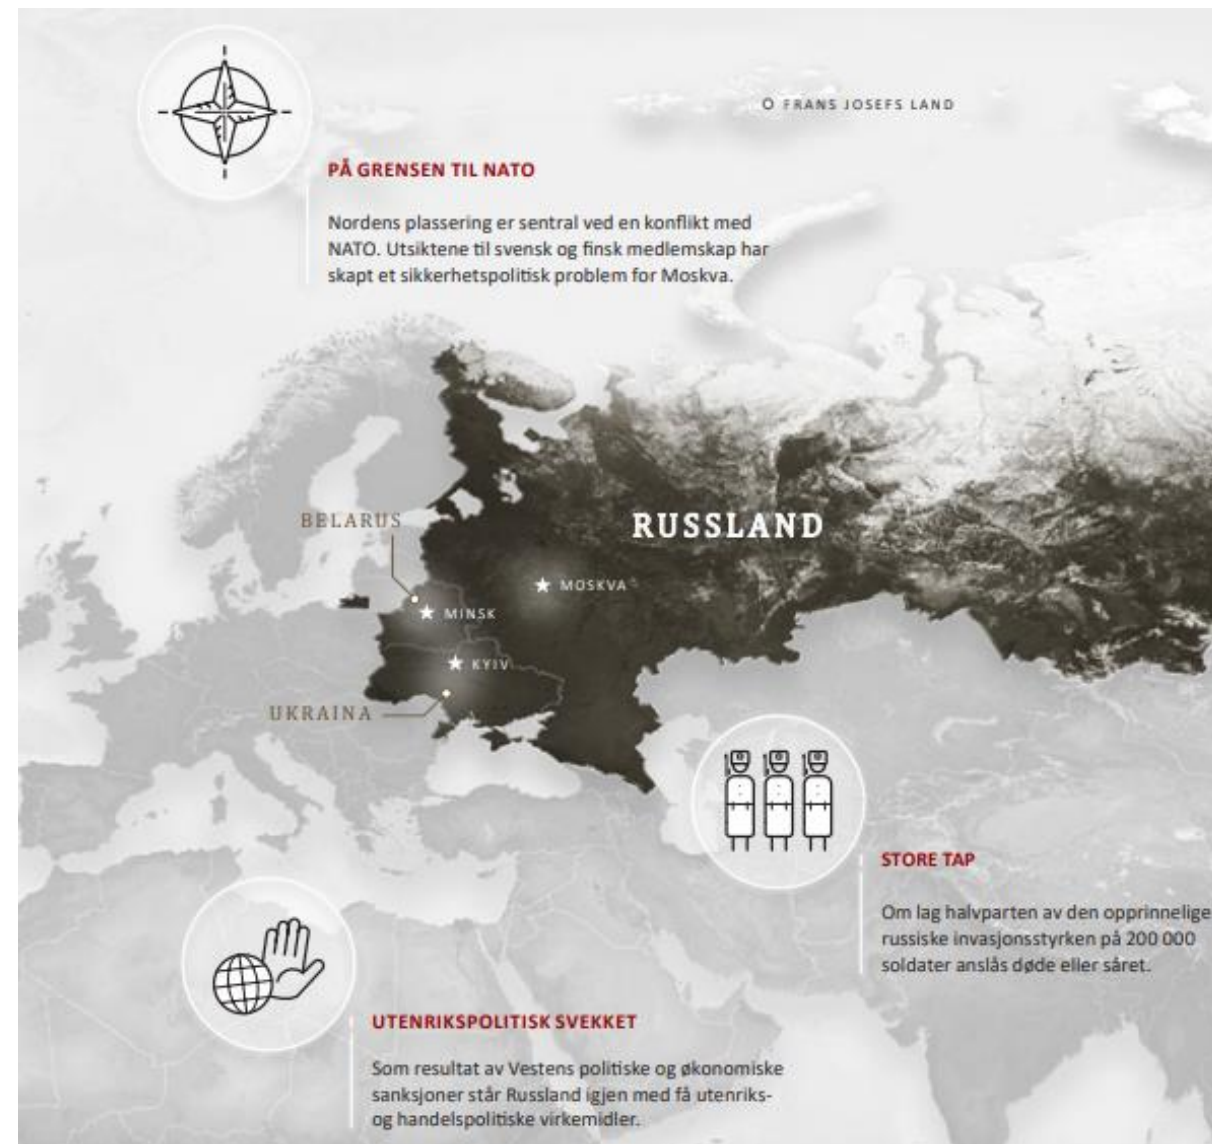 FRANS JOSEFS LAND
PÅ GRENSEN TIL NATO
Nordens plassering er sentral ved en konflikt med
NATO. Utsiktene til svensk og finsk medlemskap har
skapt et sikkerhetspolitisk problem for Moskva.
BELARUS
RUSSLAND
MOSKVA
MINSK
KYIV
UKRAINA
STORE TAP
Om lag halvparten av den opprinnelige
russiske invasjonsstyrken på 200 000
soldater anslås døde eller såret.
UTENRIKSPOLITISK SVEKKET
Som resultat av Vestens politiske og økonomiske
sanksjoner står Russland igjen med få utenriks-
og handelspolitiske virkemidler.